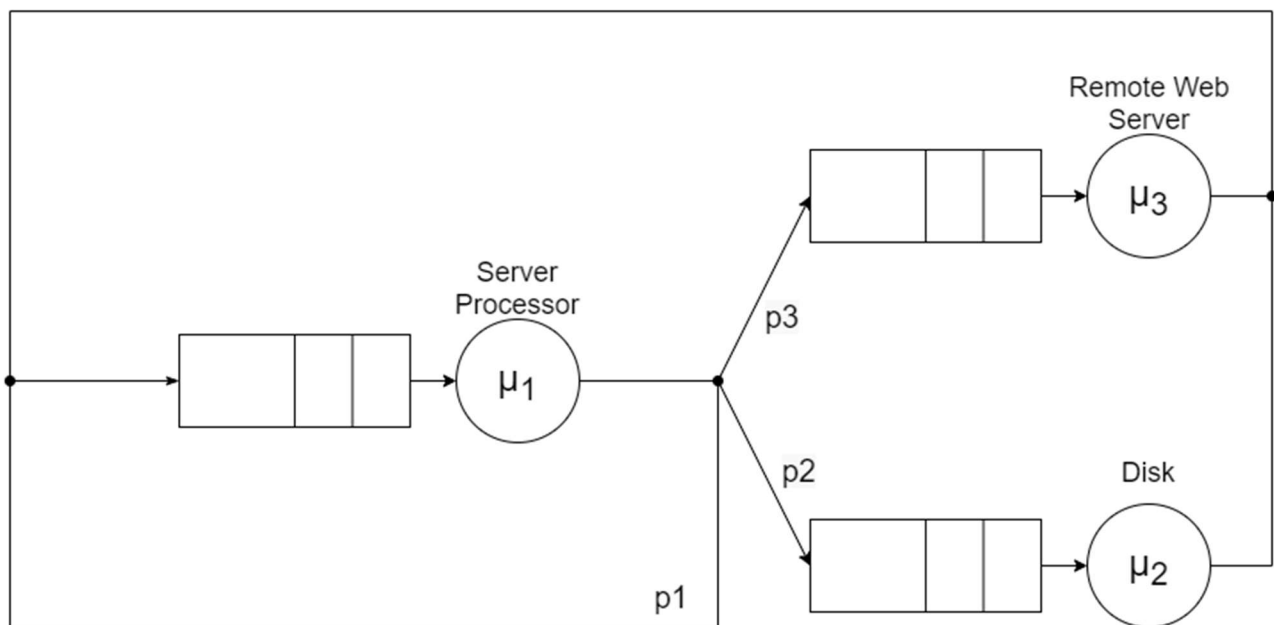 Remote Web
Server
μ3
Server
Processor
μ1
p3
p2
Disk
μ2
p1